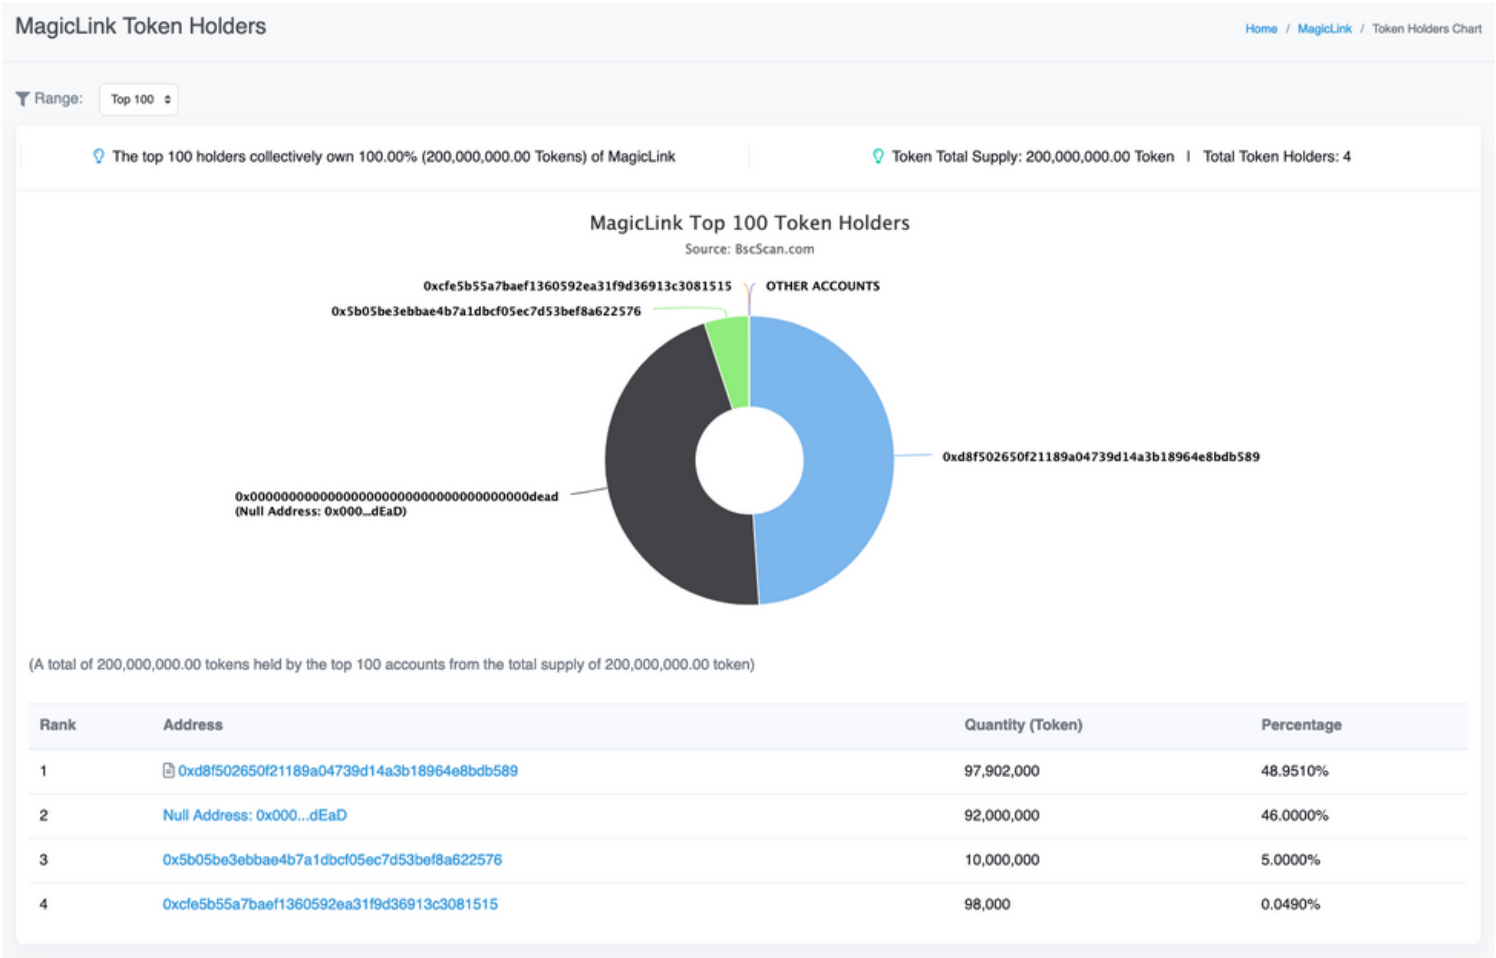 MagicLink Token Holders
Home / MagicLink / Token Holders Chart
Range: Top 100
The top 100 holders collectively own 100.00% (200,000,000.00 Tokens) of MagicLink
Token Total Supply: 200,000,000.00 Token | Total Token Holders: 4
MagicLink Top 100 Token Holders
Source: BscScan.com
0xcfe5b55a7baef1360592ea31f9d36913c3081515
OTHER ACCOUNTS
0x5b05be3ebbae4b7a1dbcf05ec7d53bef8a622576
0xd8f502650f21189a04739d14a3b18964e8bdb589
0x000000000000000000000000000000000000dead
(Null Address: 0x000...dEaD)
(A total of 200,000,000.00 tokens held by the top 100 accounts from the total supply of 200,000,000.00 token)
Rank Address Quantity (Token) Percentage
1 0xd8f502650f21189a04739d14a3b18964e8bdb589 97,902,000 48.9510%
2 Null Address: 0x000...dEaD 92,000,000 46.0000%
3 0x5b05be3ebbae4b7a1dbcf05ec7d53bef8a622576 10,000,000 5.0000%
4 0xcfe5b55a7baef1360592ea31f9d36913c3081515 98,000 0.0490%